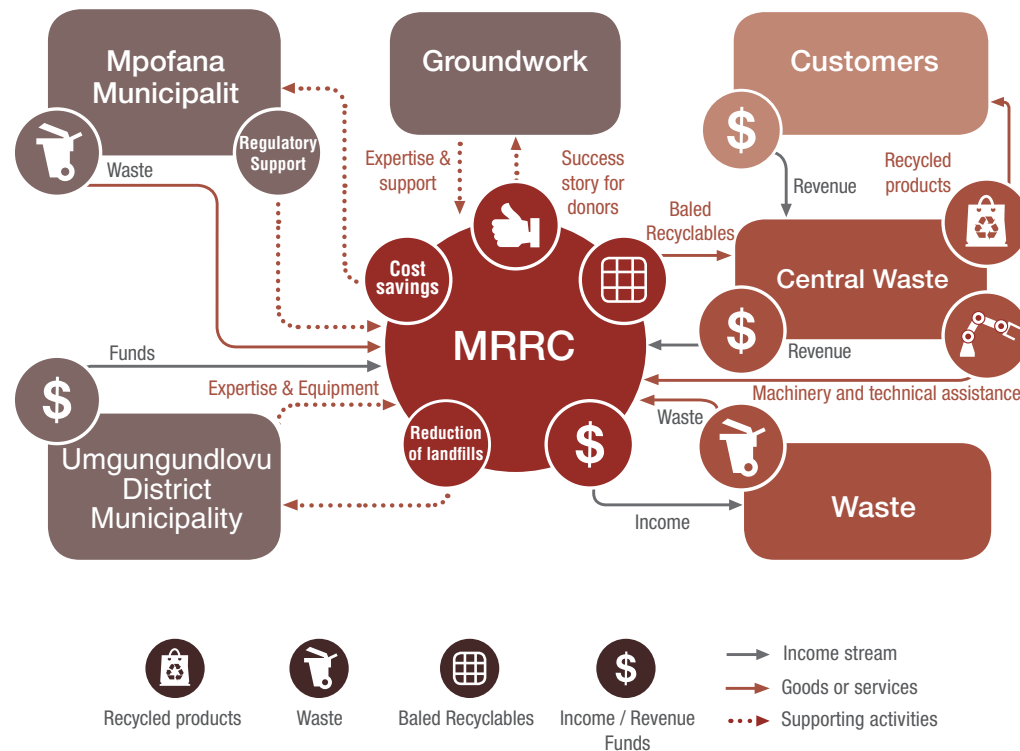 Mpofana
Municipalit
Regulatory
Support
Waste
Groundwork
Expertise &
support
Success
story for
donors
Customers
$
Revenue
Recycled
products
Baled
Recyclables
Central Waste
$
Revenue
Machinery and technical assistance
Cost
savings
MRRC
Funds
$
Expertise & Equipment
Umgungundlovu
District
Municipality
Reduction
of landfills
$
Income
Waste
Waste
Recycled products
Waste
Baled Recyclables
$
Income / Revenue
Funds
Income stream
Goods or services
Supporting activities